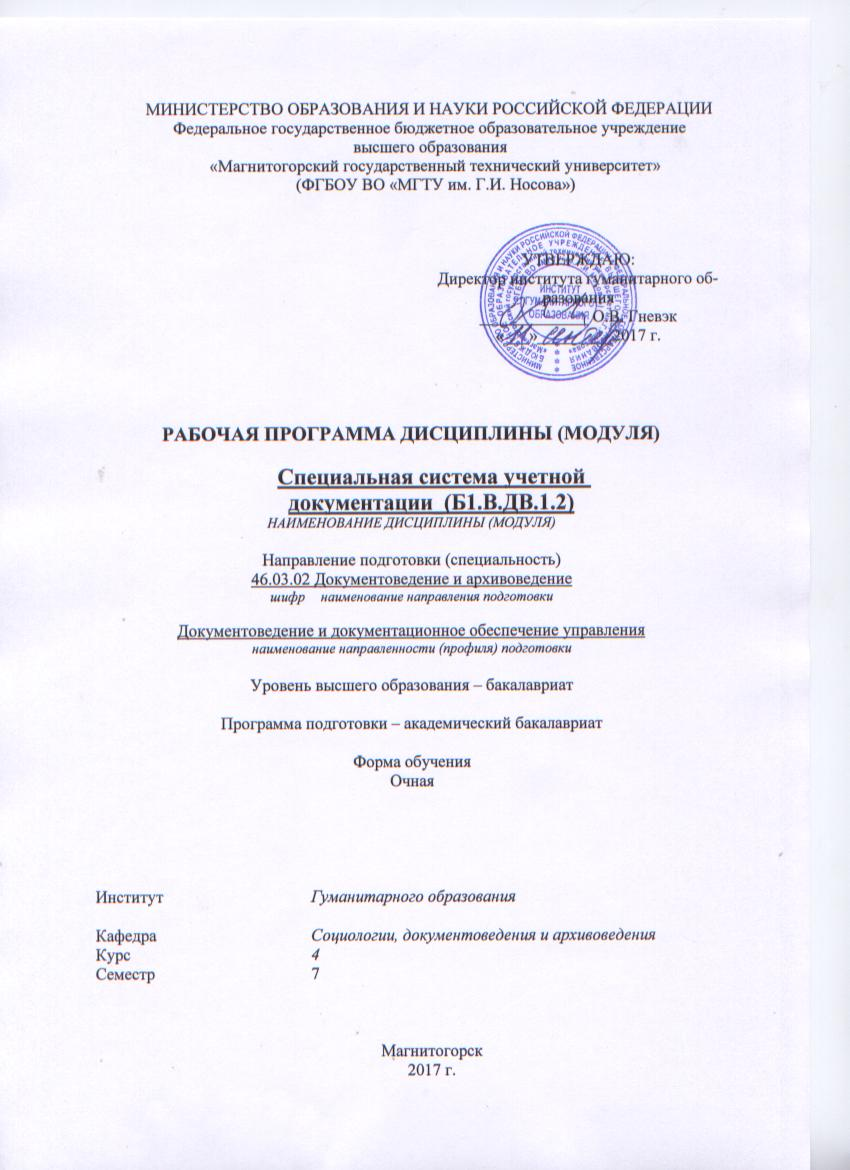 МИНИСТЕРСТВО ОБРАЗОВАНИЯ И НАУКИ РОССИЙСКОЙ ФЕДЕРАЦИИ
Федеральное государственное бюджетное образовательное учреждение
высшего образования
«Магнитогорский государственный технический университет»
(ФГБОУ ВО «МГТУ им. Г.И. Носова»)
УТВЕРЖДАЮ:
Директор института гуманитарного об-
разования
О.В. Гневэк
2017 г.
ИНСТИТУТ
ГУМАНИТАРНОГО
ОБРАЗОВАНИЯ
РАБОЧАЯ ПРОГРАММА ДИСЦИПЛИНЫ (МОДУЛЯ)
Специальная система учетной
документации (Б1.В.ДВ.1.2)
НАИМЕНОВАНИЕ ДИСЦИПЛИНЫ (МОДУЛЯ)
Направление подготовки (специальность)
46.03.02 Документоведение и архивоведение
шифр наименование направления подготовки
Документоведение и документационное обеспечение управления
наименование направленности (профиля) подготовки
Уровень высшего образования – бакалавриат
Программа подготовки – академический бакалавриат
Форма обучения
Очная
Институт Гуманитарного образования
Кафедра Социологии, документоведения и архивоведения
Курс 4
Семестр 7
Магнитогорск
2017 г.